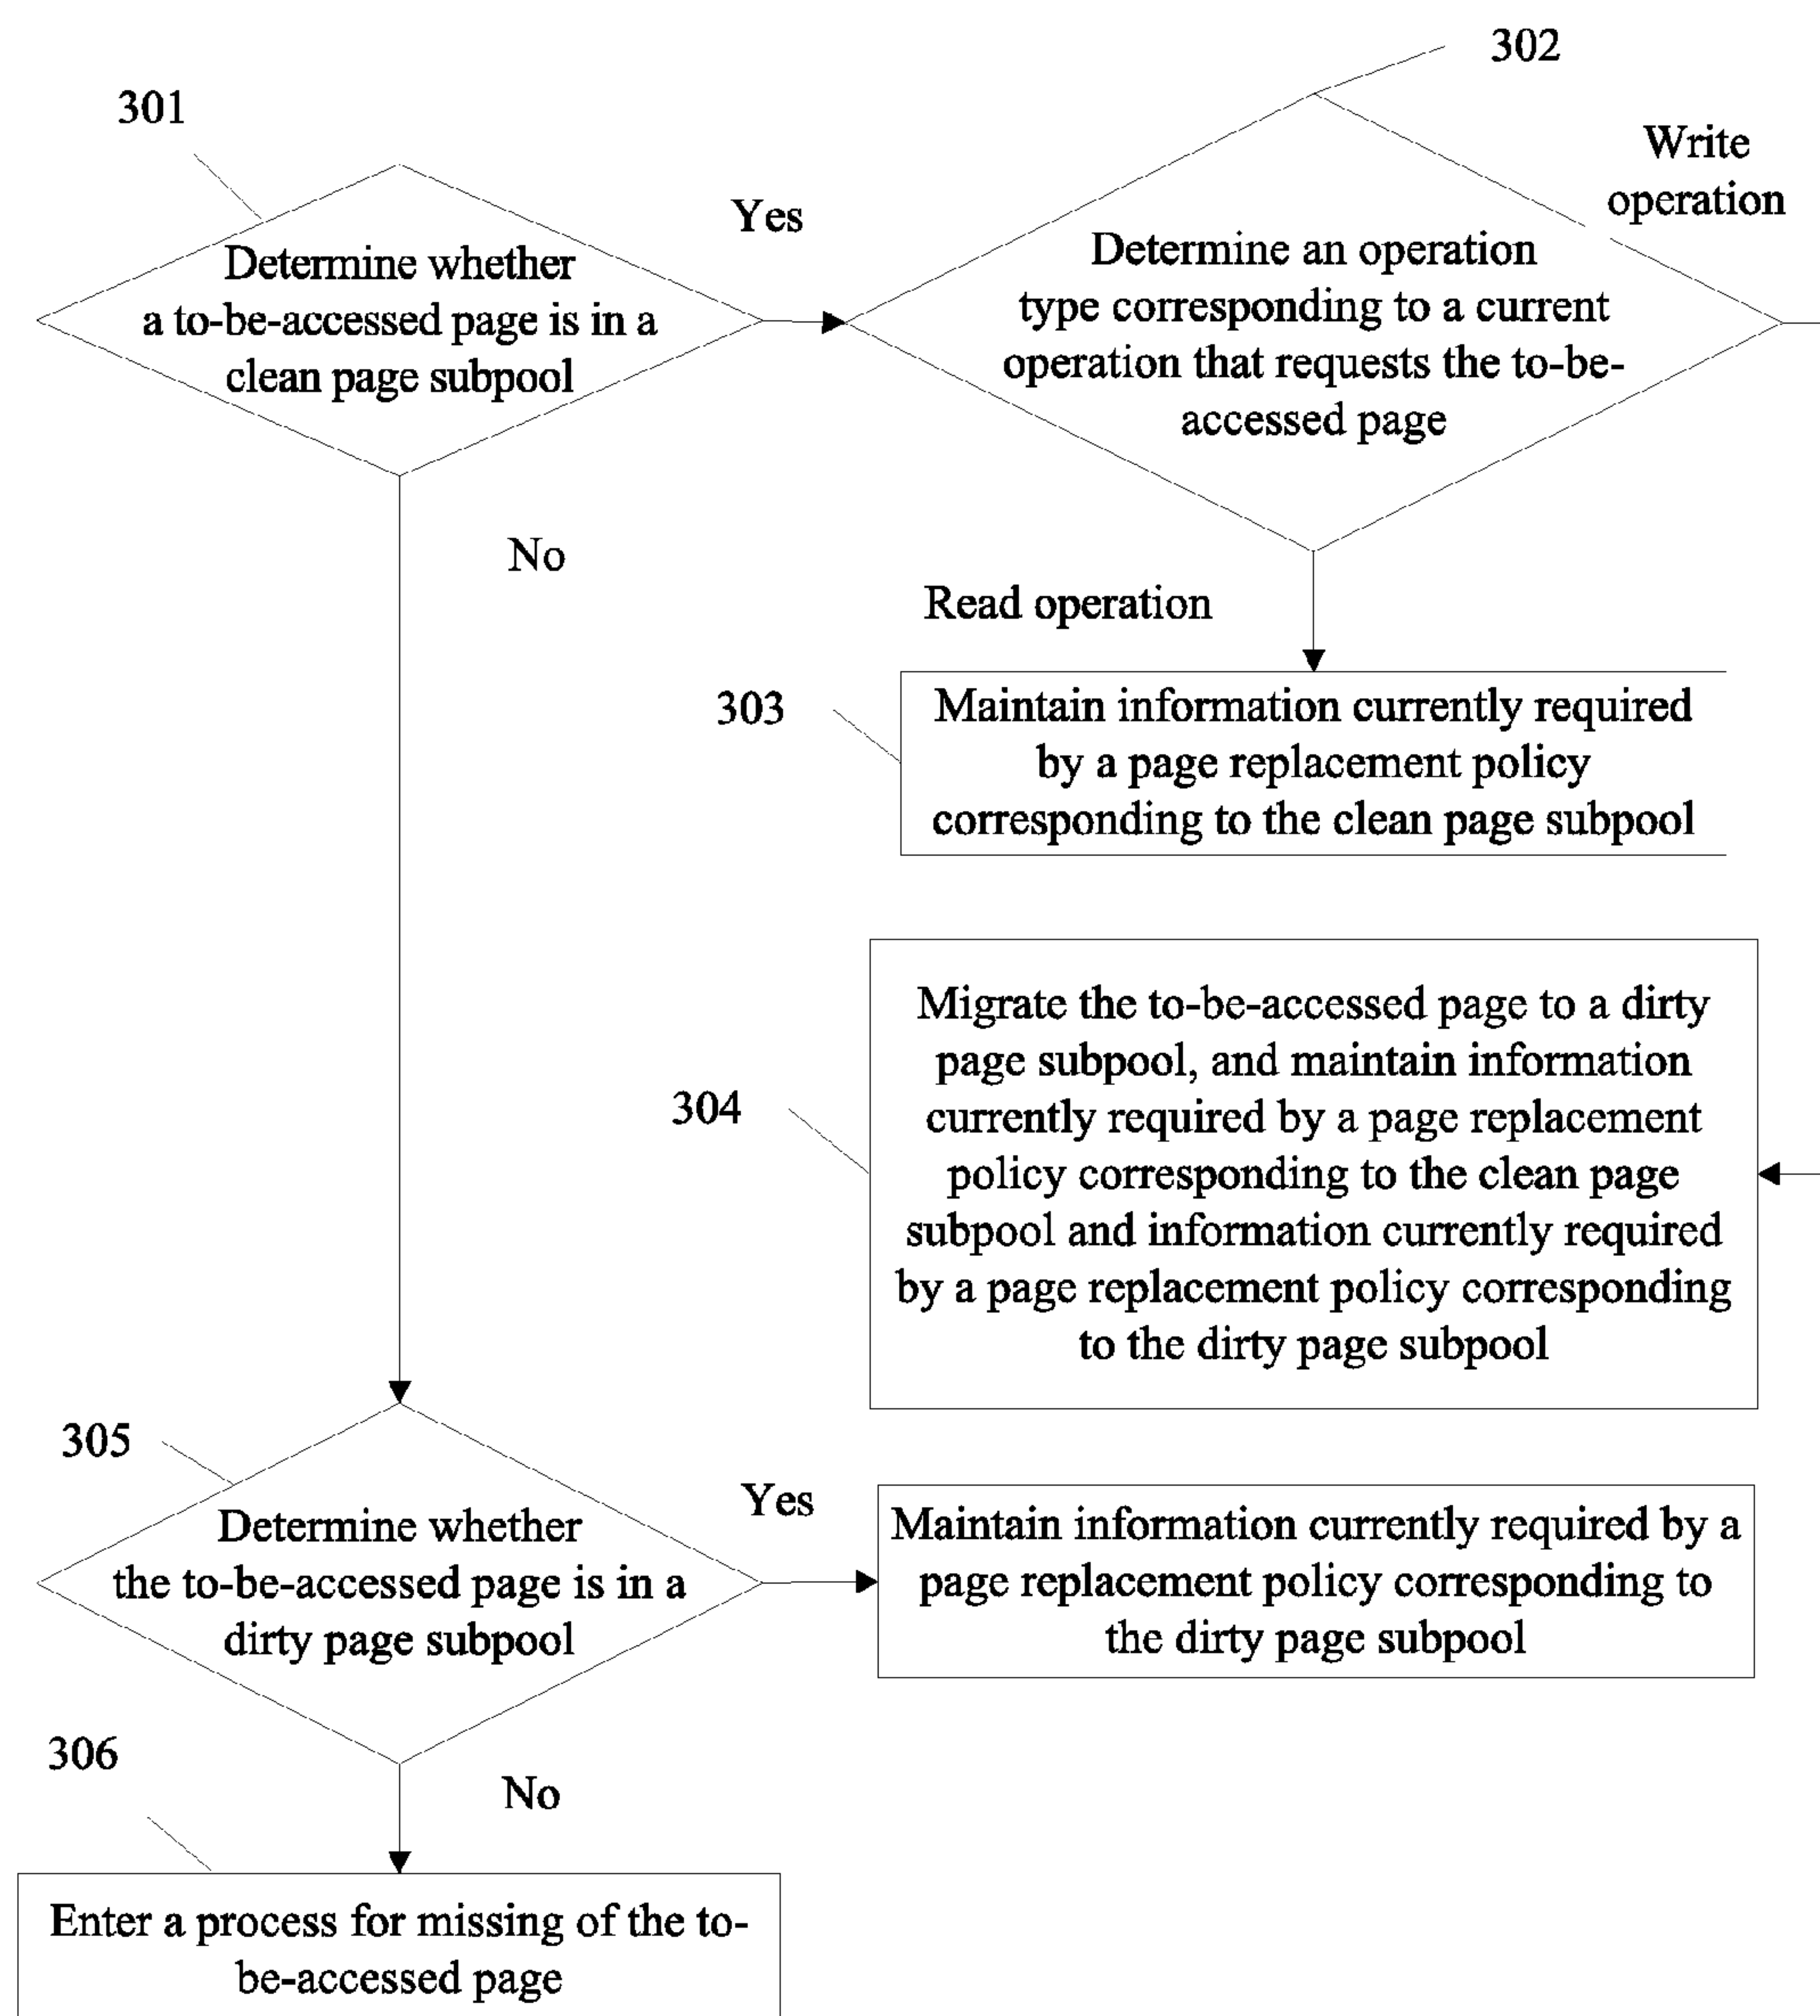 301
Determine whether
a to-be-accessed page is in a
clean page subpool
Yes
302
Write
operation
Determine an operation
type corresponding to a current
operation that requests the to-be-
accessed page
No
Read operation
303
Maintain information currently required
by a page replacement policy
corresponding to the clean page subpool
304
Migrate the to-be-accessed page to a dirty
page subpool, and maintain information
currently required by a page replacement
policy corresponding to the clean page
subpool and information currently required
by a page replacement policy corresponding
to the dirty page subpool
305
Determine whether
the to-be-accessed page is in a
dirty page subpool
Yes
Maintain information currently required by a
page replacement policy corresponding to
the dirty page subpool
306
No
Enter a process for missing of the to-
be-accessed page